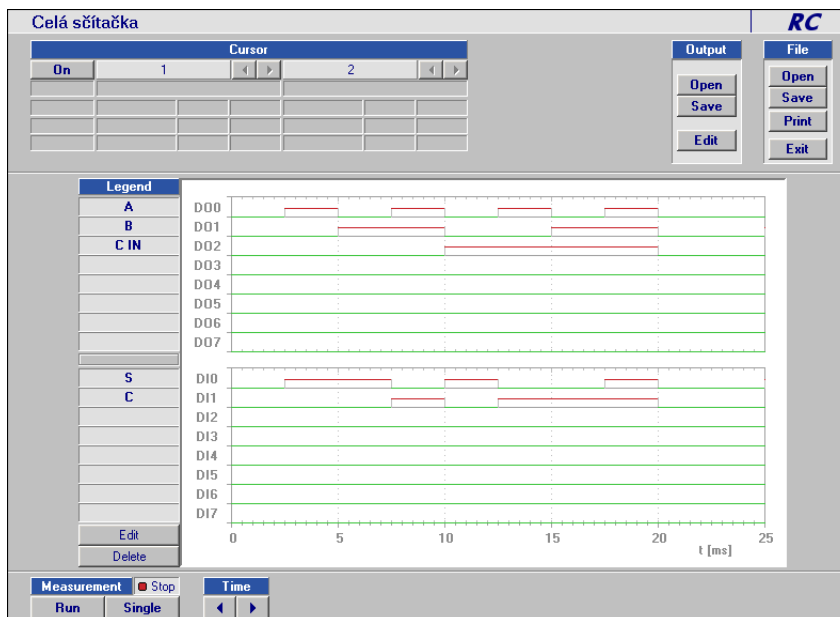 Celá sčítačka
RC
Cursor
On 1 2
Output
Open
Save
Edit
File
Open
Save
Print
Exit
Legend
A
B
C IN
S
C
Edit
Delete
DO0
DO1
DO2
DO3
DO4
DO5
DO6
DO7
DI0
DI1
DI2
DI3
DI4
DI5
DI6
DI7
0 5 10 15 20 25
t [ms]
Measurement Stop
Run Single
Time